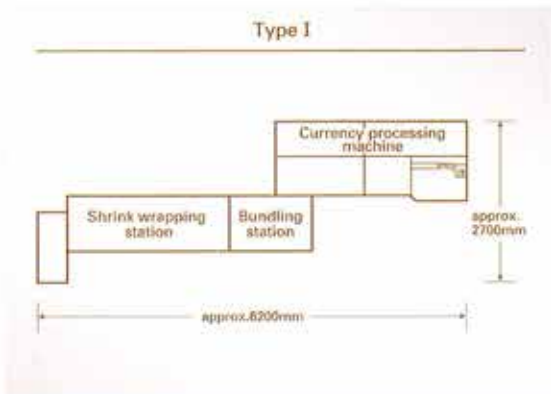 Type I
Currency processing
machine
Shrink wrapping
station
Bundling
station
approx.
2700mm
approx.6200mm